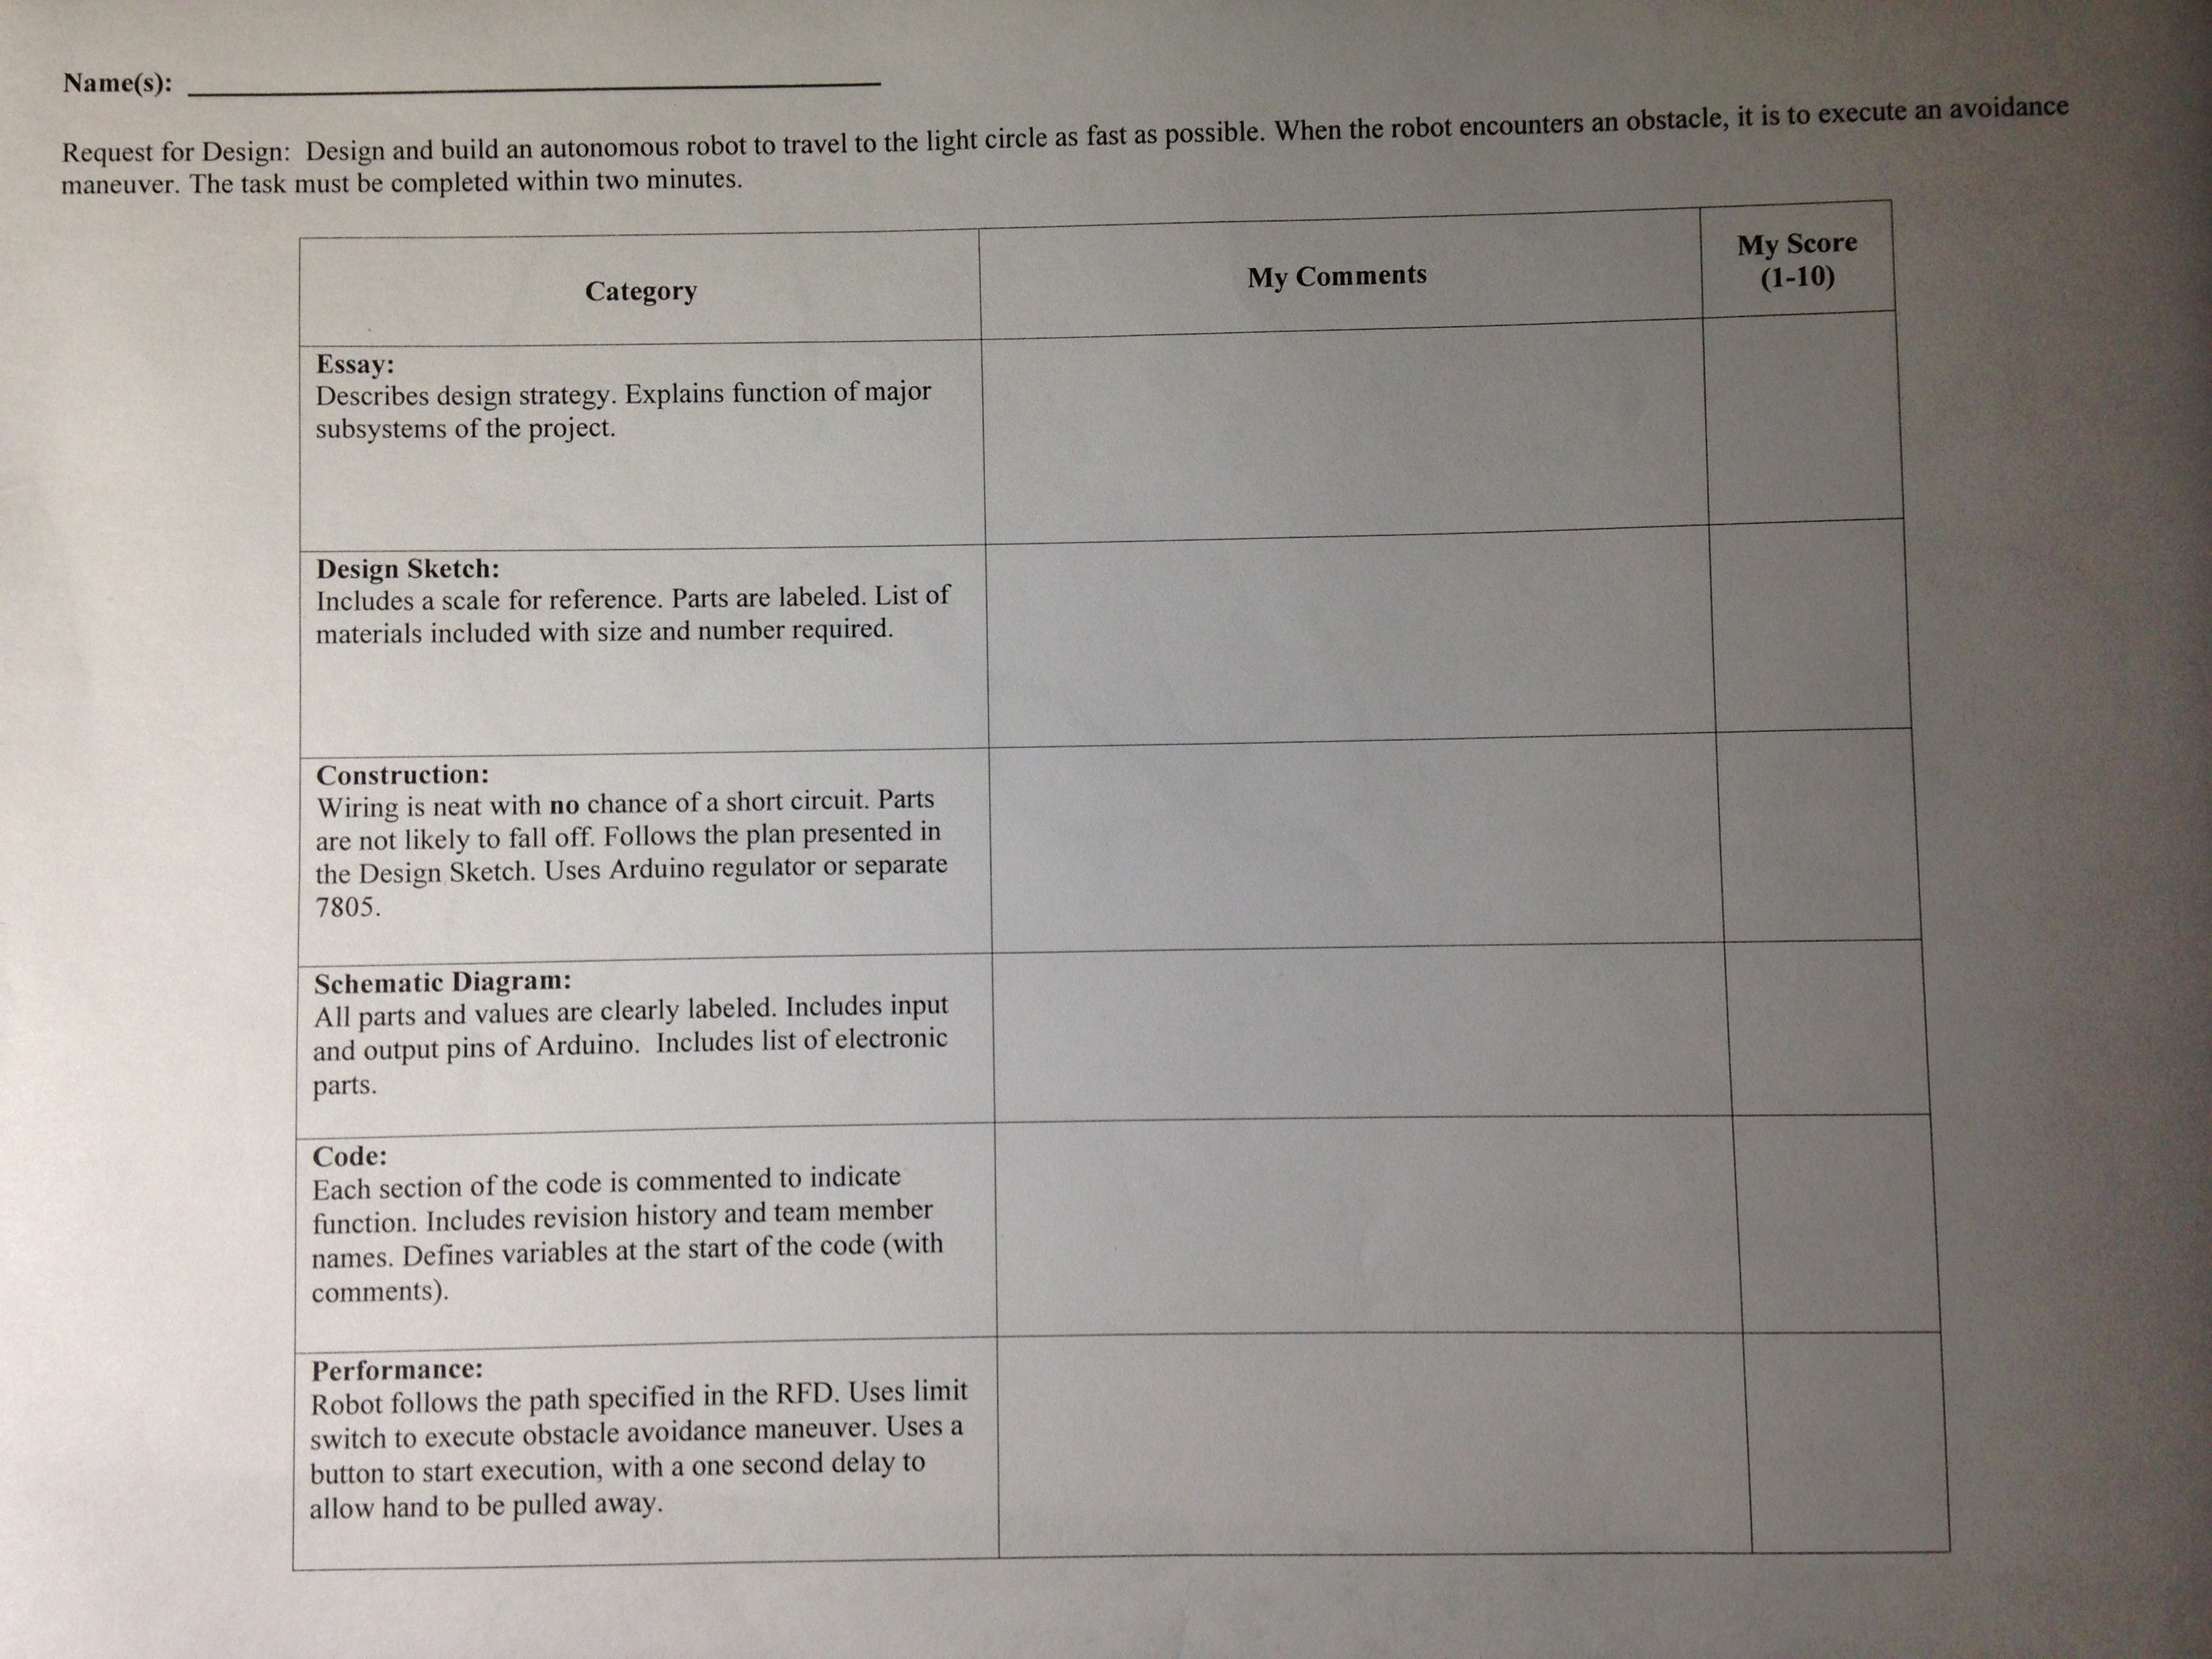 Name(s): 
Request for Design:  Design and build an autonomous robot to travel to the light circle as fast as possible. When the robot encounters an obstacle, it is to execute an avoidance
maneuver. The task must be completed within two minutes.
Category
My Comments
My Score
(1-10)
Essay:
Describes design strategy. Explains function of major
subsystems of the project.
Design Sketch:
Includes a scale for reference. Parts are labeled. List of
materials included with size and number required.
Construction:
Wiring is neat with no chance of a short circuit. Parts
are not likely to fall off. Follows the plan presented in
the Design Sketch. Uses Arduino regulator or separate
7805.
Schematic Diagram:
All parts and values are clearly labeled. Includes input
and output pins of Arduino.  Includes list of electronic
parts.
Code:
Each section of the code is commented to indicate
function. Includes revision history and team member
names. Defines variables at the start of the code (with
comments).
Performance:
Robot follows the path specified in the RFD. Uses limit
switch to execute obstacle avoidance maneuver. Uses a
button to start execution, with a one second delay to
allow hand to be pulled away.